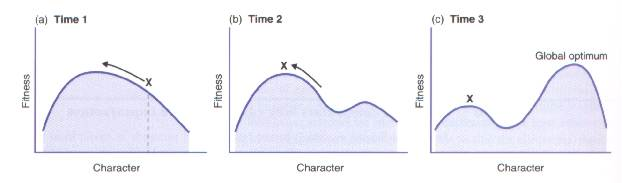 (a) Time 1
(b) Time 2
(c) Time 3
X
X
X
Global optimum
Fitness
Fitness
Fitness
Character
Character
Character